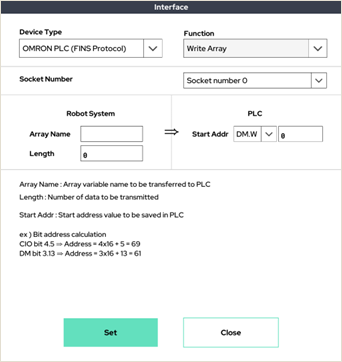 Interface
Device Type
Function
OMRON PLC (FINS Protocol)
Write Array
Socket Number
Socket number 0
Robot System
PLC
Array Name
⇒
Start Addr
DM.W
0
Length
0
Array Name : Array variable name to be transferred to PLC
Length : Number of data to be transmitted
Start Addr : Start address value to be saved in PLC
ex ) Bit address calculation
CIO bit 4.5 ⇒ Address = 4x16 + 5 = 69
DM bit 3.13 ⇒ Address = 3x16 + 13 = 61
Set
Close